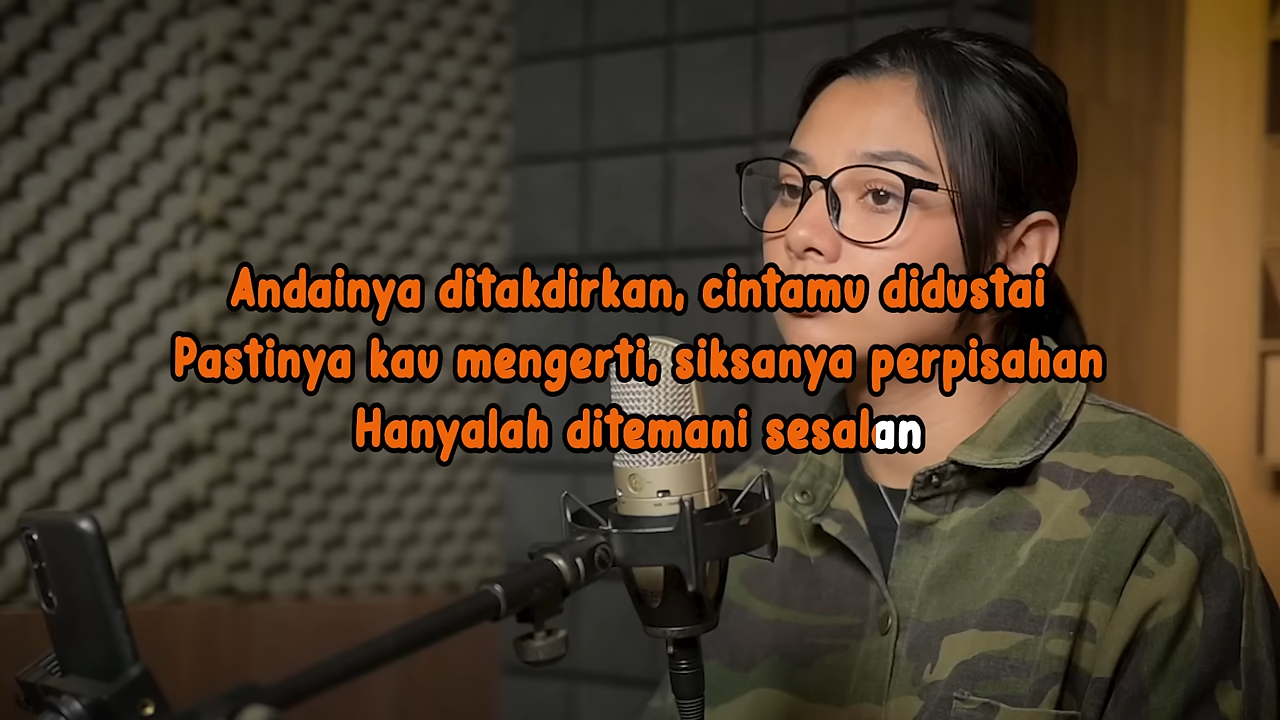 Andainya ditakdirkan, cintamu didustai
Pastinya kau mengerti, siksanya perpisahan
Hanyalah ditemani sesalan